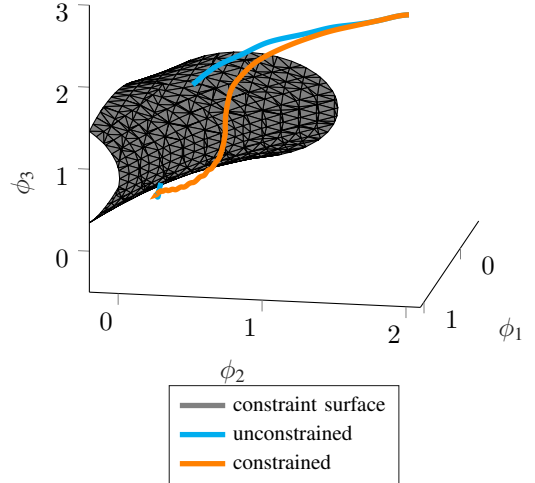 3
2
1
0
ϕ3
0
1
2
ϕ2
1
0
ϕ1
constraint surface
unconstrained
constrained